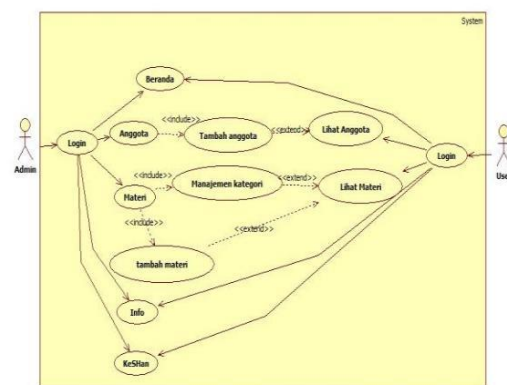 System
Beranda
Admin
Login
Anggota
<<include>>
Tambah anggota
<<extend>>
Lihat Anggota
Login
Use
Materi
<<include>>
Manajemen kategori
<<extend>>
Lihat Materi
<<include>>
<<extend>>
tambah materi
Info
KeSHan